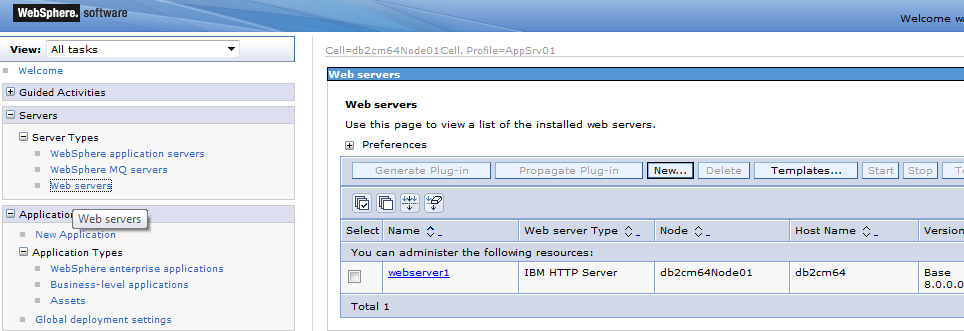 WebSphere. software
Welcome wa
View: All tasks
Cell=db2cm64Node01Cell, Profile=AppSrv01
Welcome
Guided Activities
Servers
Server Types
WebSphere application servers
WebSphere MQ servers
Web servers
Application
Web servers
New Application
Application Types
WebSphere enterprise applications
Business-level applications
Assets
Global deployment settings
Web servers
Web servers
Use this page to view a list of the installed web servers.
Preferences
Generate Plug-in Propagate Plug-in New... Delete Templates... Start Stop Te
Select Name Web server Type Node Host Name Version
You can administer the following resources:
webserver1 IBM HTTP Server db2cm64Node01 db2cm64 Base
8.0.0.0
Total 1